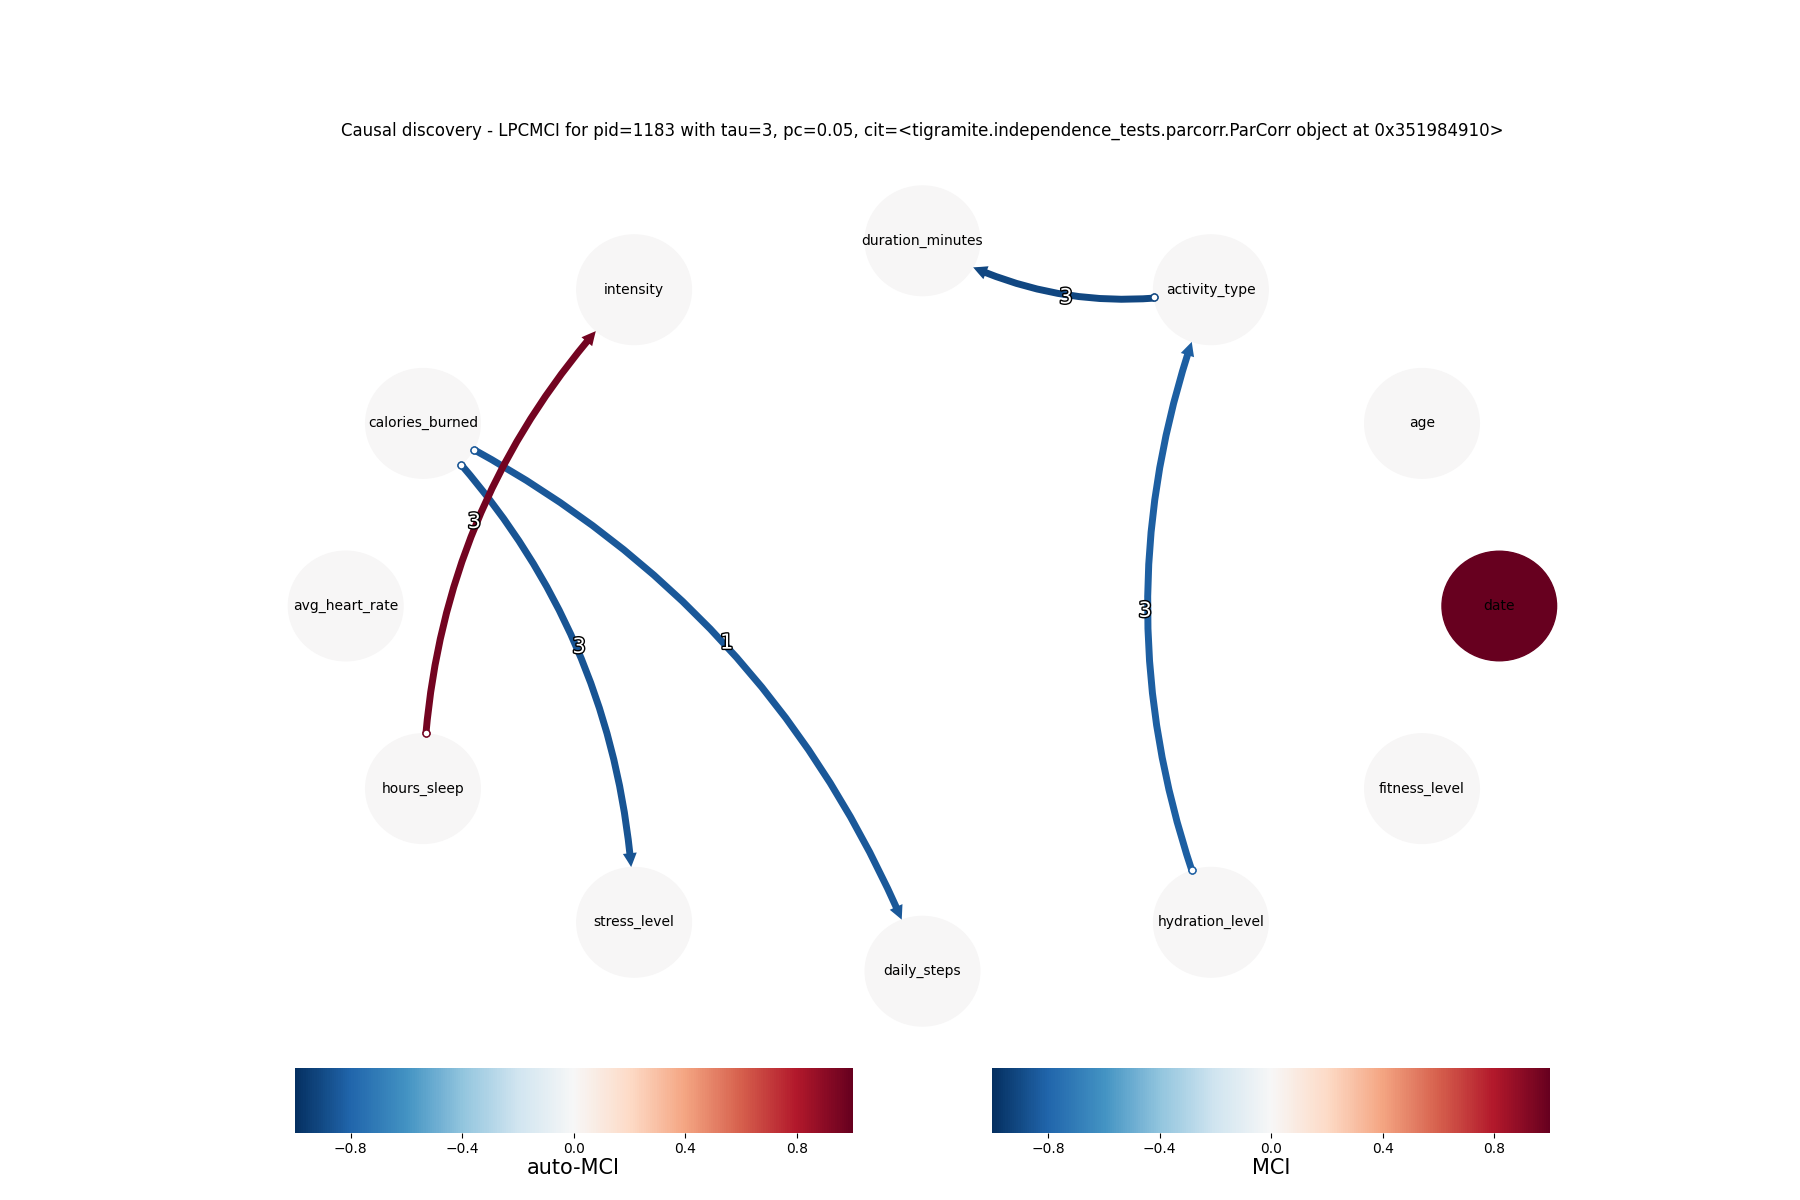 Causal discovery - LPCMCI for pid=1183 with tau=3, pc=0.05, cit=<tigramite.independence_tests.parcorr.ParCorr object at 0x351984910>
duration_minutes
intensity
activity_type
3
calories_burned
age
3
avg_heart_rate
date
3
1
3
hours_sleep
fitness_level
stress_level
hydration_level
daily_steps
−0.8 −0.4 0.0 0.4 0.8
auto-MCI
−0.8 −0.4 0.0 0.4 0.8
MCI